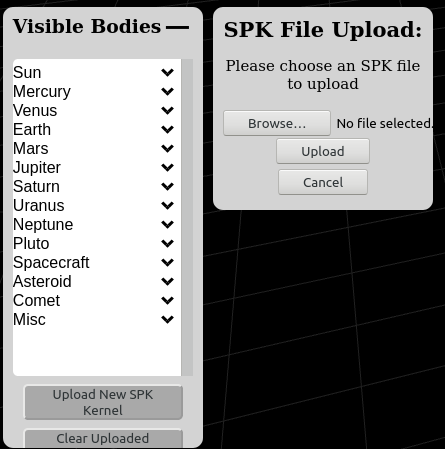 Visible Bodies
Sun
Mercury
Venus
Earth
Mars
Jupiter
Saturn
Uranus
Neptune
Pluto
Spacecraft
Asteroid
Comet
Misc
Upload New SPK
Kernel
Clear Uploaded
SPK File Upload:
Please choose an SPK file
to upload
Browse... No file selected.
Upload
Cancel